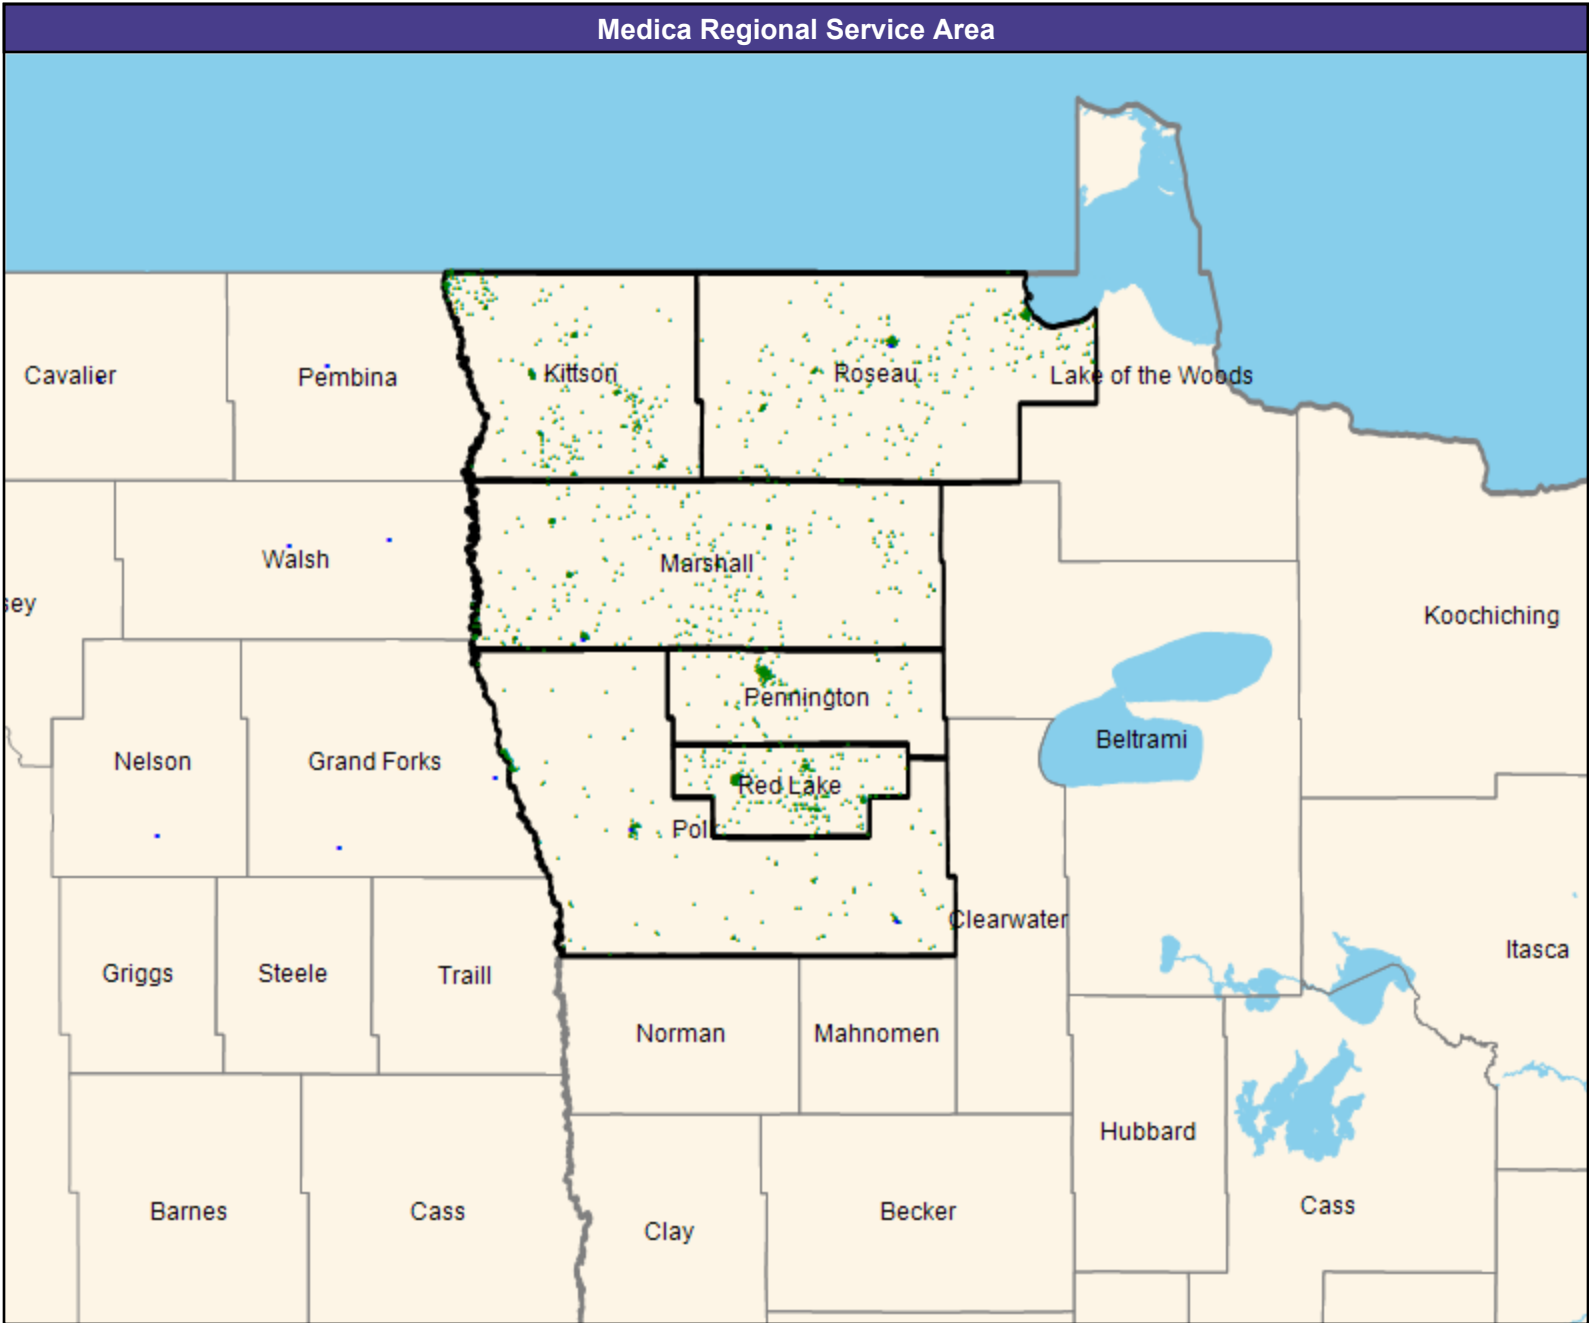 Medica Regional Service Area
Cavalier
Pembina
Kittson
Roseau
Lake of the Woods
Walsh
Marshall
sey
Koochiching
Pennington
Nelson
Grand Forks
Beltrami
Red Lake
Pol
Clearwater
Griggs
Steele
Traill
Itasca
Norman
Mahnomen
Hubbard
Barnes
Cass
Clay
Becker
Cass